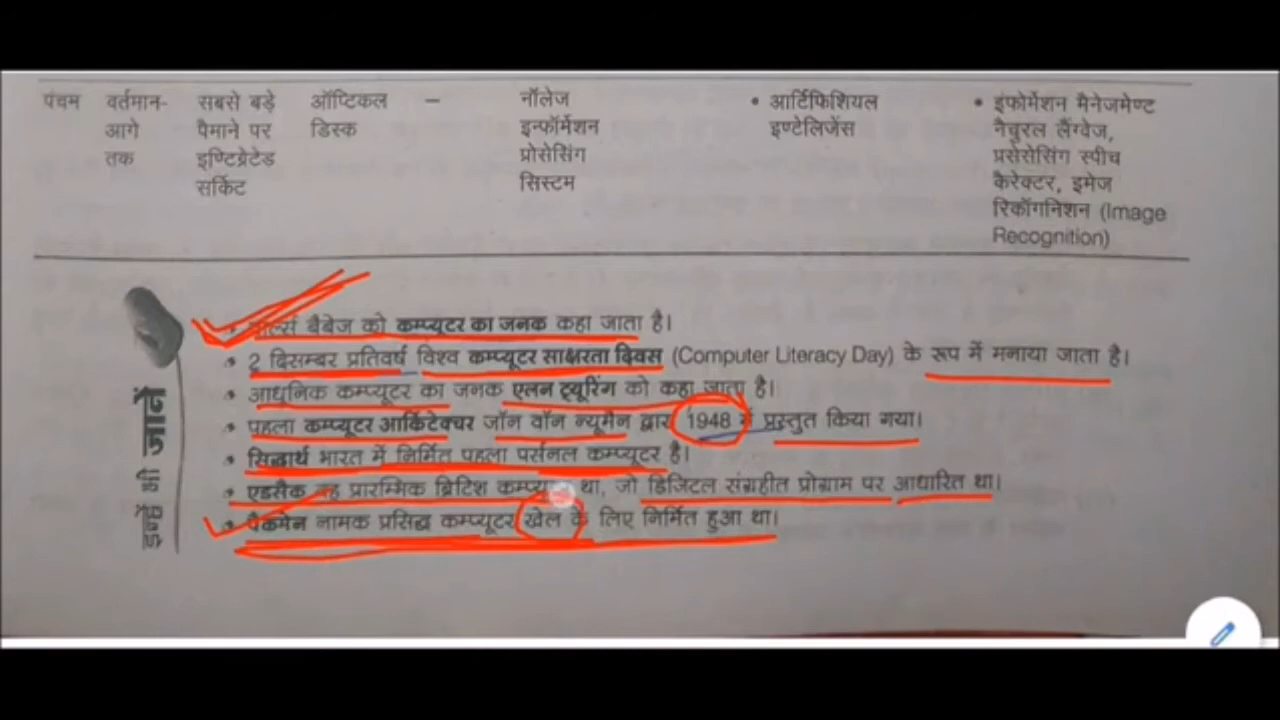 पंचम वर्तमान- सबसे बड़े ऑप्टिकल – नॉलेज • आर्टिफिशियल • इंफोर्मेशन मैनेजमेण्ट
आगे पैमाने पर डिस्क इन्फॉर्मेशन इण्टेलिजेंस नैचुरल लैंग्वेज,
तक इण्टिग्रेटेड प्रोसेसिंग प्रसेसेसिंग स्पीच
सर्किट सिस्टम कैरेक्टर, इमेज
रिकॉगनिशन (Image
Recognition)
इन्हें भी जानें
• चार्ल्स बैबेज को कम्प्यूटर का जनक कहा जाता है।
• 2 दिसम्बर प्रतिवर्ष विश्व कम्प्यूटर साक्षरता दिवस (Computer Literacy Day) के रूप में मनाया जाता है।
• आधुनिक कम्प्यूटर का जनक एलन ट्यूरिंग को कहा जाता है।
• पहला कम्प्यूटर आर्किटेक्चर जॉन वॉन न्यूमैन द्वारा 1948 में प्रस्तुत किया गया।
• सिद्धार्थ भारत में निर्मित पहला पर्सनल कम्प्यूटर है।
• एडसैक वह प्रारम्भिक ब्रिटिश कम्प्यूटर था, जो डिजिटल संग्रहीत प्रोग्राम पर आधारित था।
• पैकमेन नामक प्रसिद्ध कम्प्यूटर खेल के लिए निर्मित हुआ था।